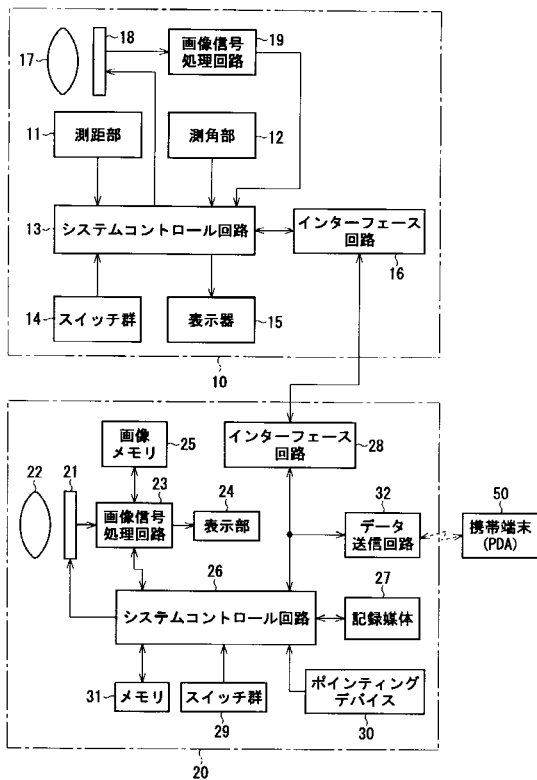 18
19
17
画像信号
処理回路
11
測距部
測角部
12
13
システムコントロール回路
インターフェース
回路
16
14
スイッチ群
表示器
15
10
画像
メモリ
25
インターフェース
回路
28
22
21
23
24
画像信号
処理回路
表示部
32
データ
送信回路
50
携帯端末
(PDA)
26
システムコントロール回路
27
記録媒体
31
メモリ
スイッチ群
29
ポインティング
デバイス
30
20